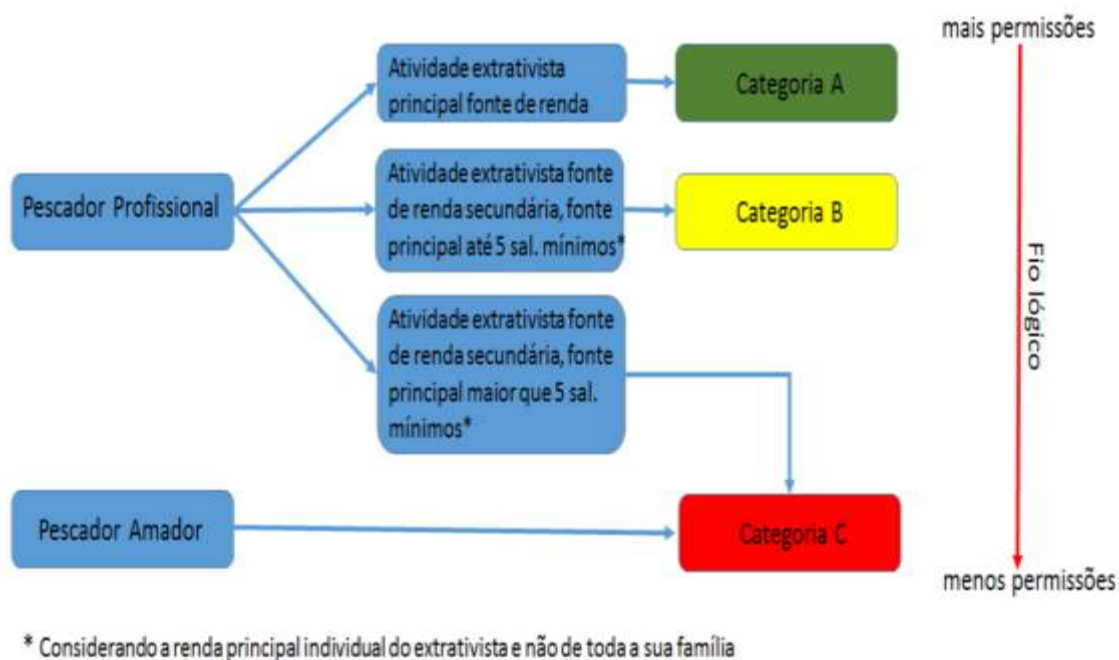 mais permissões
Atividade extrativista
principal fonte de renda
Categoria A
Pescador Profissional
Atividade extrativista fonte
de renda secundária, fonte
principal até 5 sal. mínimos*
Categoria B
Atividade extrativista fonte
de renda secundária, fonte
principal maior que 5 sal.
mínimos*
Fio lógico
Pescador Amador
Categoria C
menos permissões
* Considerando a renda principal individual do extrativista e não de toda a sua família